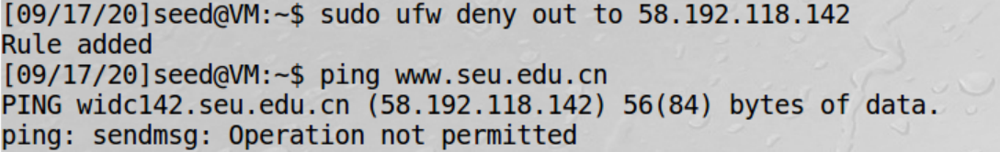 [09/17/20]seed@VM:~$ sudo ufw deny out to 58.192.118.142
Rule added
[09/17/20]seed@VM:~$ ping www.seu.edu.cn
PING widc142.seu.edu.cn (58.192.118.142) 56(84) bytes of data.
ping: sendmsg: Operation not permitted